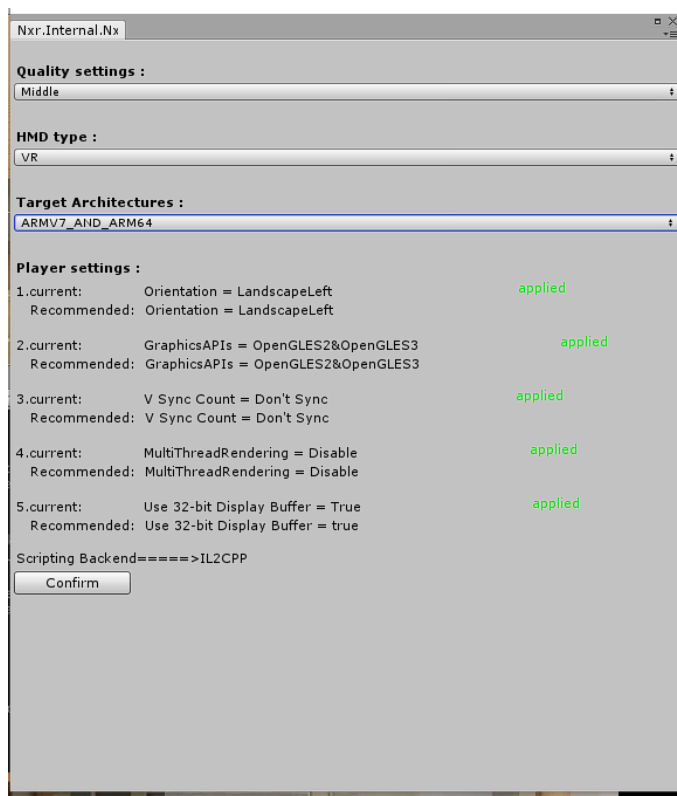 Nxr.Internal.Nx
Quality settings :
Middle
HMD type :
VR
Target Architectures :
ARMV7_AND_ARM64
Player settings :
1.current: Orientation = LandscapeLeft applied
Recommended: Orientation = LandscapeLeft
2.current: GraphicsAPIs = OpenGLES2&OpenGLES3 applied
Recommended: GraphicsAPIs = OpenGLES2&OpenGLES3
3.current: V Sync Count = Don't Sync applied
Recommended: V Sync Count = Don't Sync
4.current: MultiThreadRendering = Disable applied
Recommended: MultiThreadRendering = Disable
5.current: Use 32-bit Display Buffer = True applied
Recommended: Use 32-bit Display Buffer = true
Scripting Backend=====>IL2CPP
Confirm